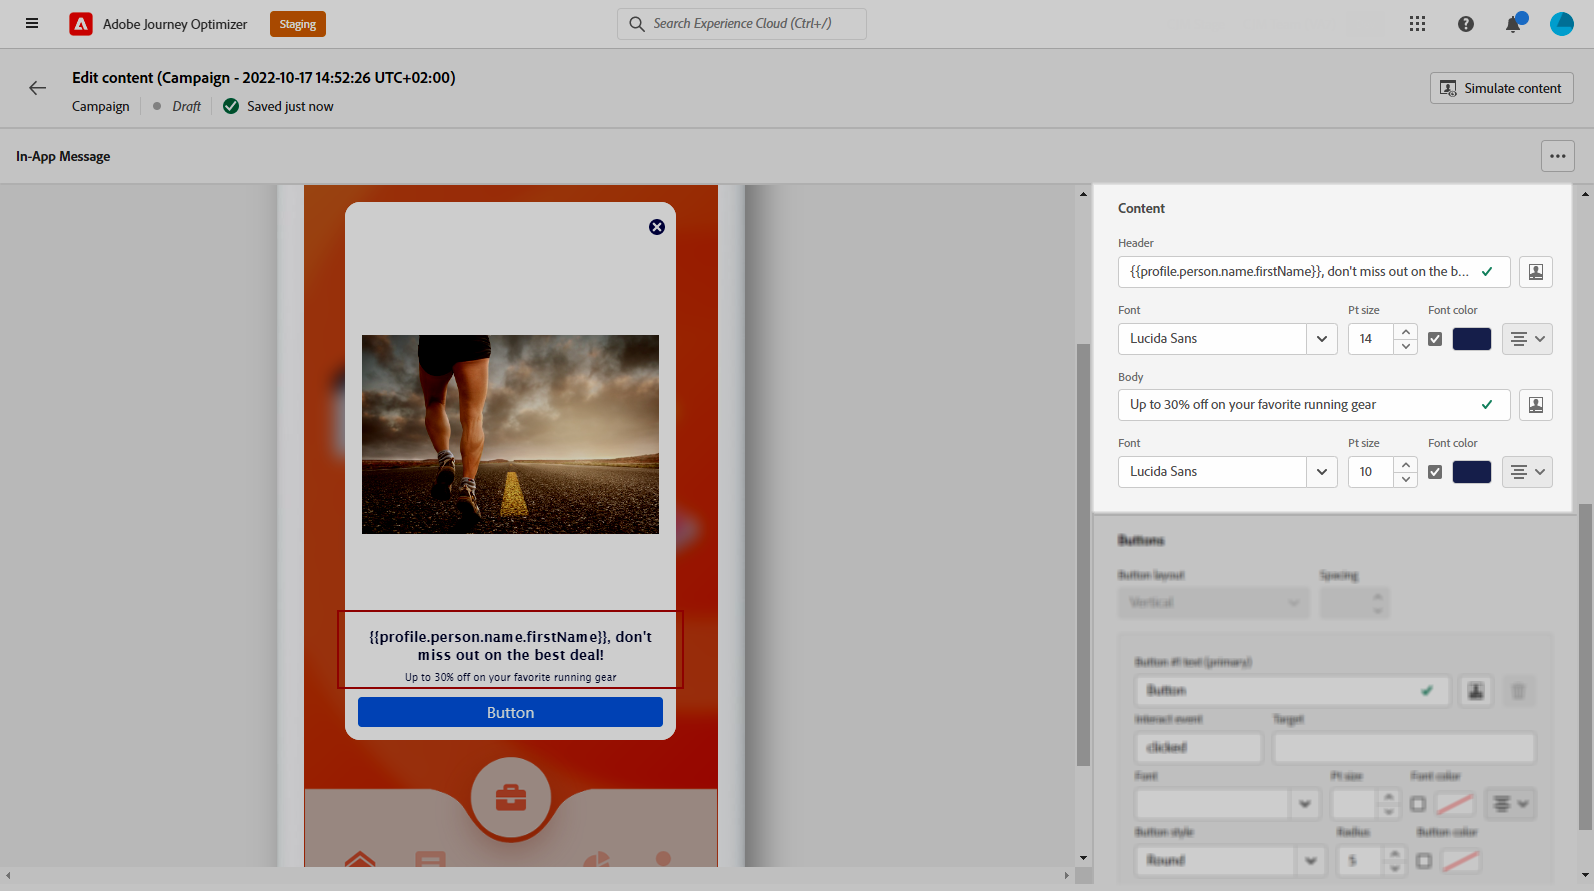 Adobe Journey Optimizer
Staging
Search Experience Cloud (Ctrl+/)
Edit content (Campaign - 2022-10-17 14:52:26 UTC+02:00)
Campaign
Draft
Saved just now
Simulate content
In-App Message
{{profile.person.name.firstName}}, don't
miss out on the best deal!
Up to 30% off on your favorite running gear
Button
Content
Header
{{profile.person.name.firstName}}, don't miss out on the b...
Font
Pt size
Font color
Lucida Sans
14
Body
Up to 30% off on your favorite running gear
Font
Pt size
Font color
Lucida Sans
10
Buttons
Button layout
Spacing
Vertical
Button #1 text (primary)
Button
Interact event
Target
clicked
Font
Pt size
Font color
Button style
Radius
Button color
Round
5